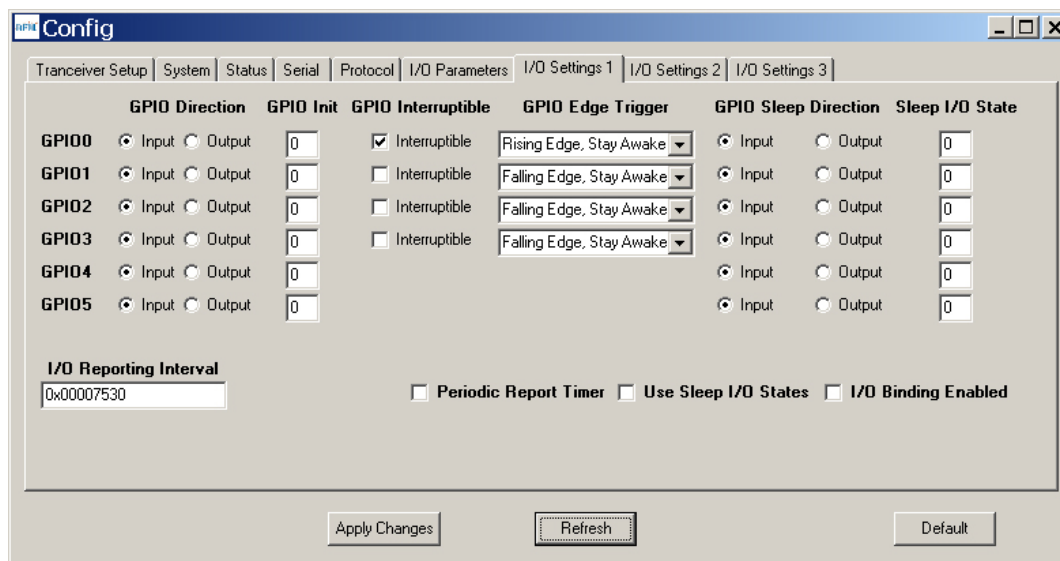 RFM Config
Tranceiver Setup System Status Serial Protocol I/O Parameters I/O Settings 1 I/O Settings 2 I/O Settings 3
GPIO Direction GPIO Init GPIO Interruptible GPIO Edge Trigger GPIO Sleep Direction Sleep I/O State
GPIO0 Input Output 0 Interruptible Rising Edge, Stay Awake Input Output 0
GPIO1 Input Output 0 Interruptible Falling Edge, Stay Awake Input Output 0
GPIO2 Input Output 0 Interruptible Falling Edge, Stay Awake Input Output 0
GPIO3 Input Output 0 Interruptible Falling Edge, Stay Awake Input Output 0
GPIO4 Input Output 0 Input Output 0
GPIO5 Input Output 0 Input Output 0
I/O Reporting Interval
0x00007530 Periodic Report Timer Use Sleep I/O States I/O Binding Enabled
Apply Changes Refresh Default